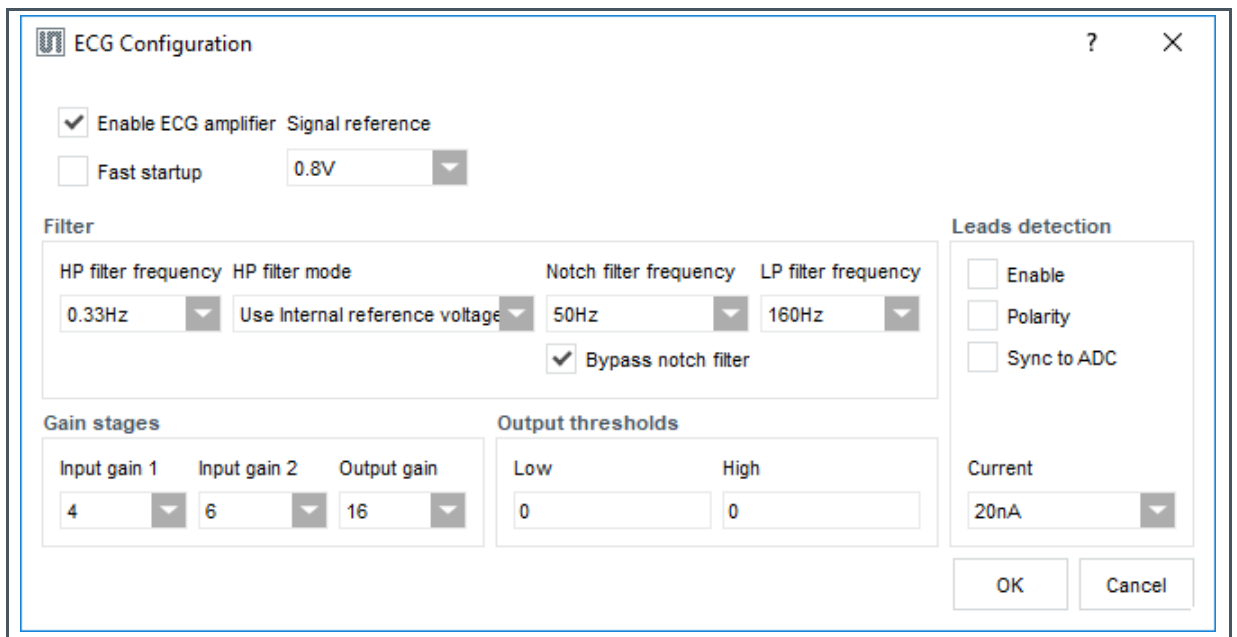 ECG Configuration ?
Enable ECG amplifier Signal reference
Fast startup 0.8V
Filter Leads detection
HP filter frequency HP filter mode Notch filter frequency LP filter frequency Enable
0.33Hz Use Internal reference voltage 50Hz 160Hz Polarity
Bypass notch filter Sync to ADC
Gain stages Output thresholds
Input gain 1 Input gain 2 Output gain Low High Current
4 6 16 0 0 20nA
OK Cancel